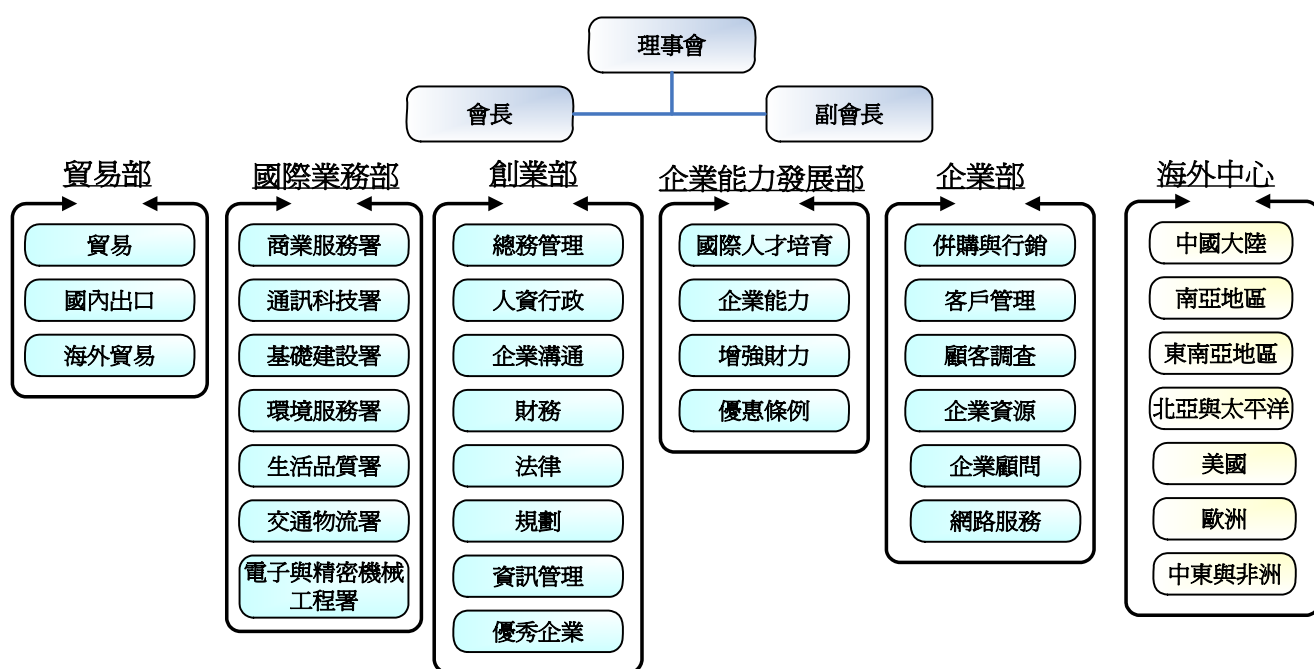 理事會
會長
副會長
貿易部
貿易
國內出口
海外貿易
國際業務部
商業服務署
通訊科技署
基礎建設署
環境服務署
生活品質署
交通物流署
電子與精密機械
工程署
創業部
總務管理
人資行政
企業溝通
財務
法律
規劃
資訊管理
優秀企業
企業能力發展部
國際人才培育
企業能力
增強財力
優惠條例
企業部
併購與行銷
客戶管理
顧客調查
企業資源
企業顧問
網路服務
海外中心
中國大陸
南亞地區
東南亞地區
北亞與太平洋
美國
歐洲
中東與非洲